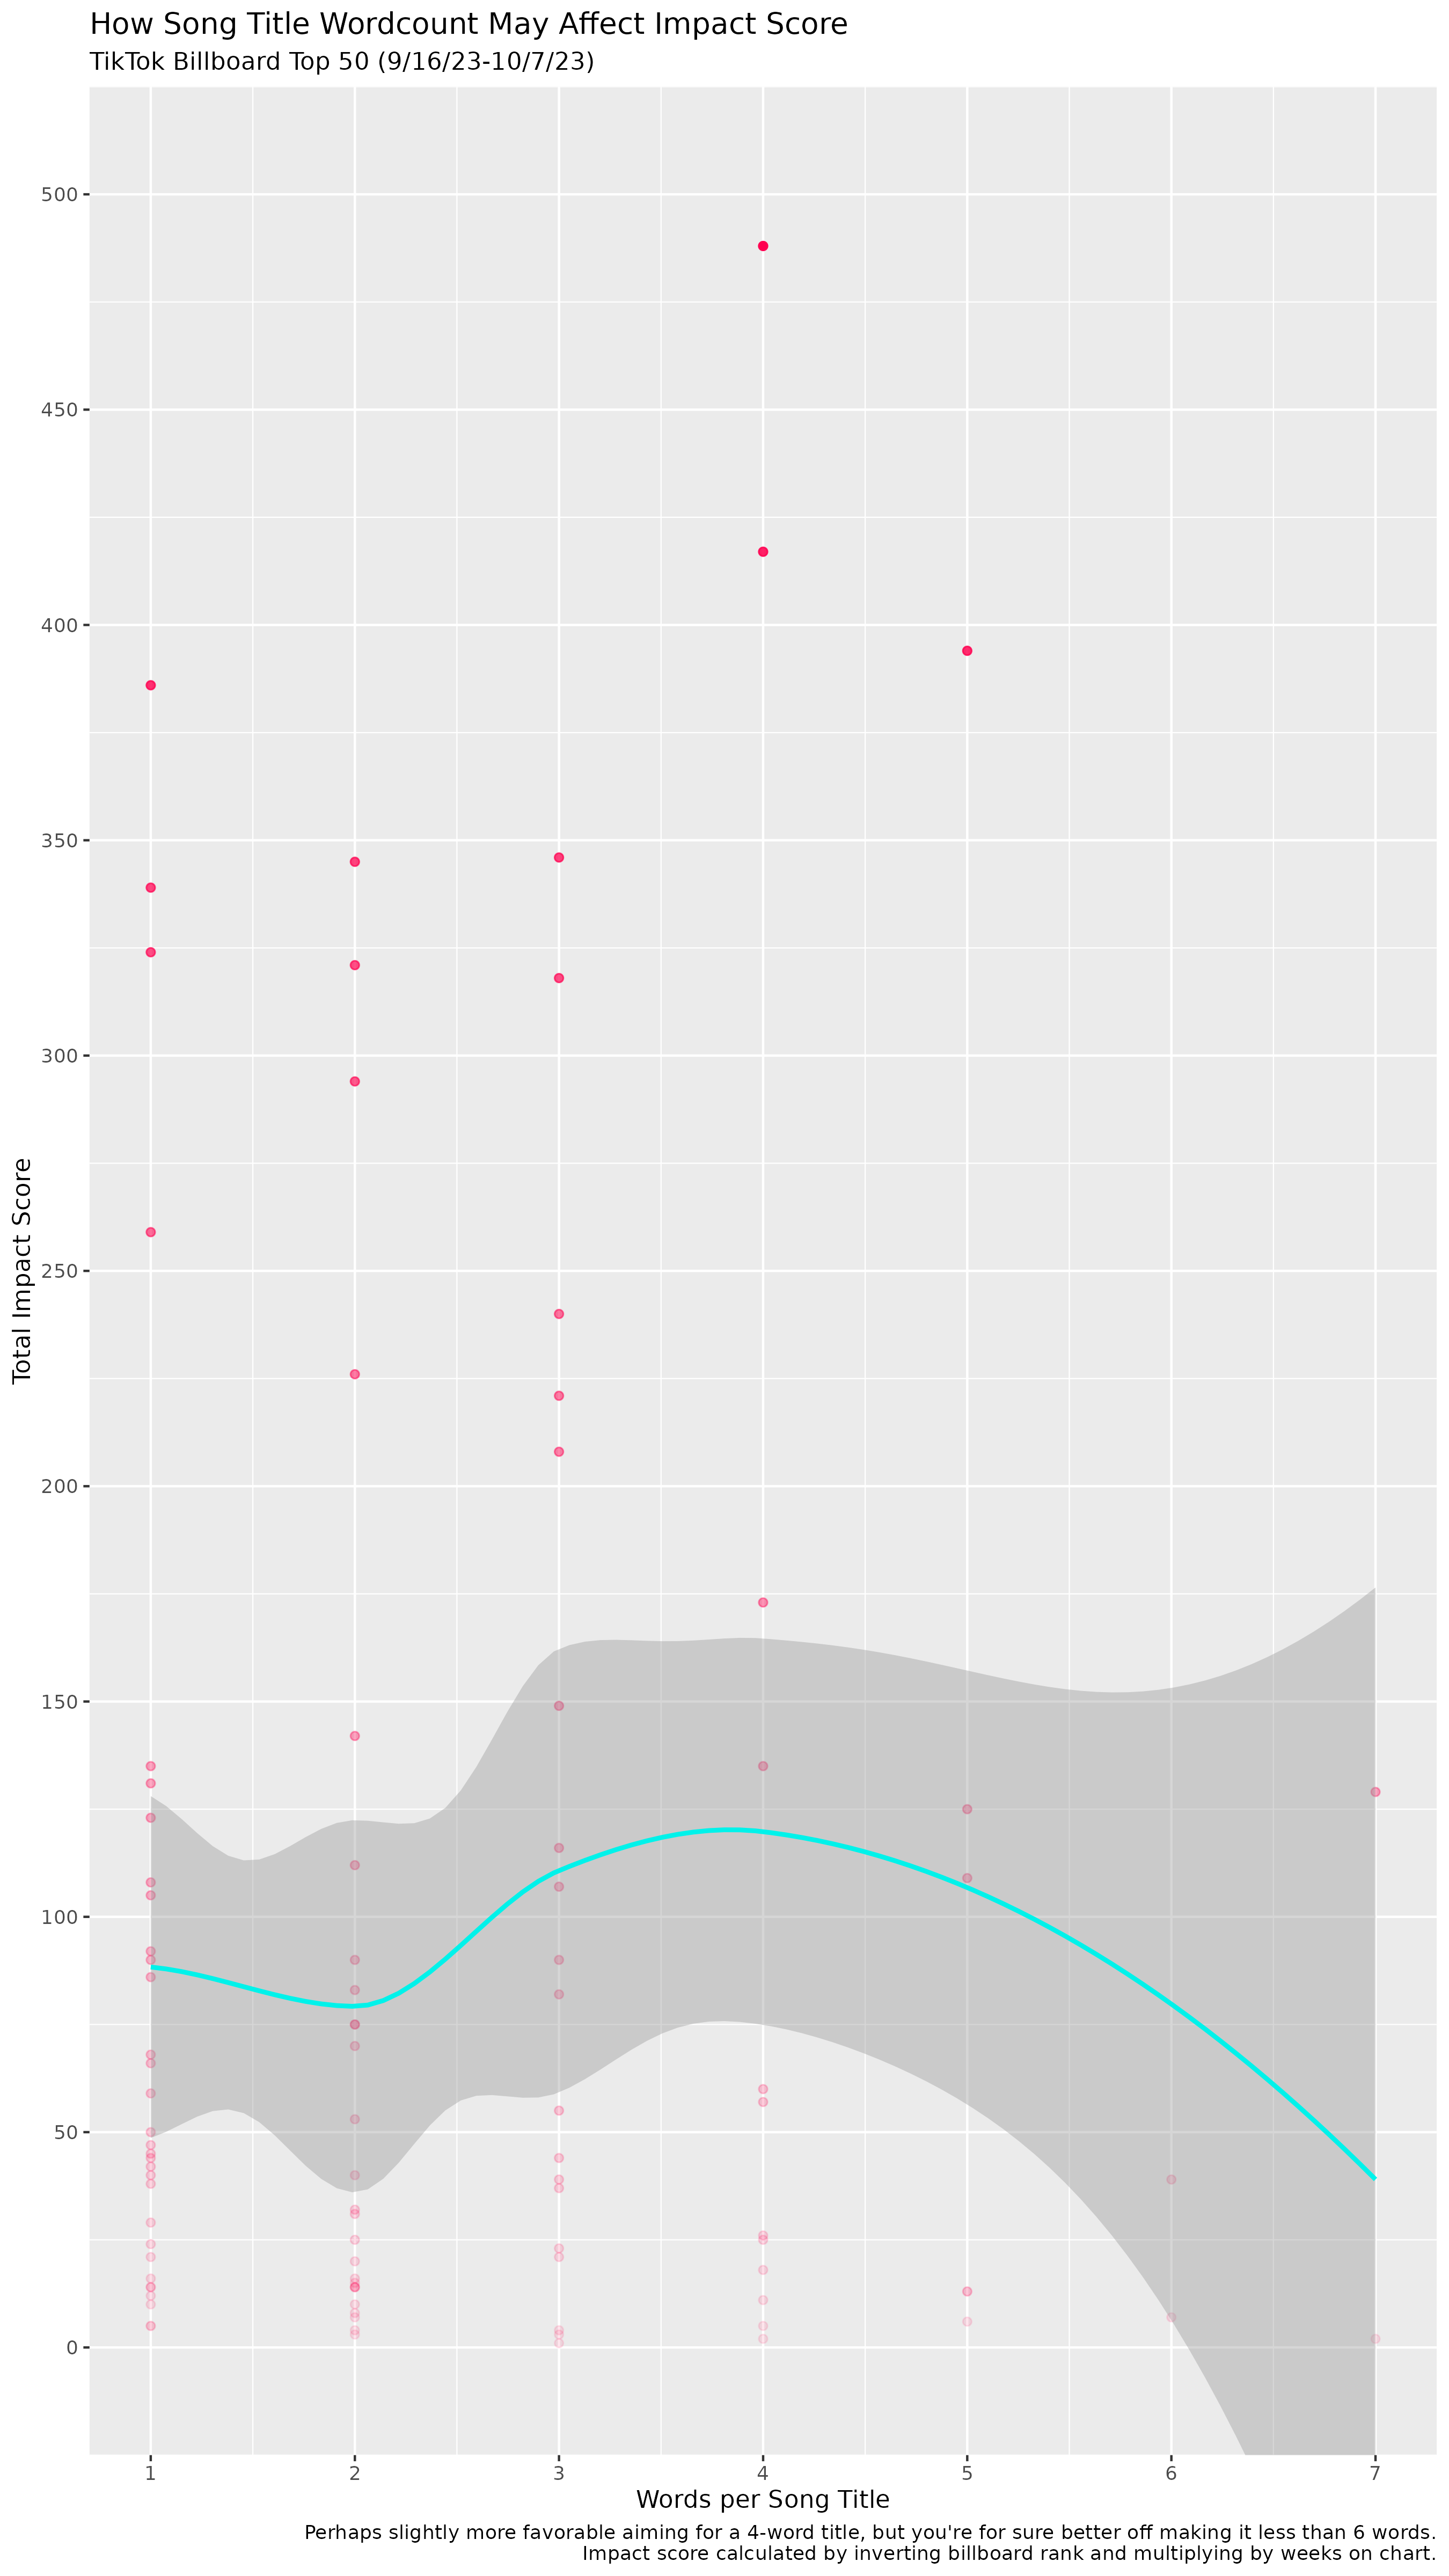 How Song Title Wordcount May Affect Impact Score
TikTok Billboard Top 50 (9/16/23-10/7/23)
500
450
400
350
300
250
200
150
100
50
0
Total Impact Score
1 2 3 4 5 6 7
Words per Song Title
Perhaps slightly more favorable aiming for a 4-word title, but you're for sure better off making it less than 6 words.
Impact score calculated by inverting billboard rank and multiplying by weeks on chart.